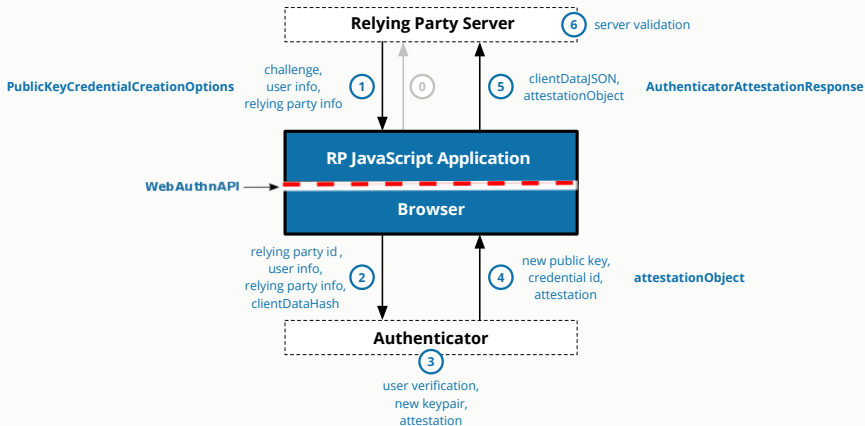 Relying Party Server
6
server validation
PublicKeyCredentialCreationOptions
challenge,
user info,
relying party info
1
0
5
clientDataJSON,
attestationObject
AuthenticatorAttestationResponse
RP JavaScript Application
WebAuthnAPI
Browser
relying party id ,
user info,
relying party info,
clientDataHash
2
4
new public key,
credential id,
attestation
attestationObject
Authenticator
3
user verification,
new keypair,
attestation